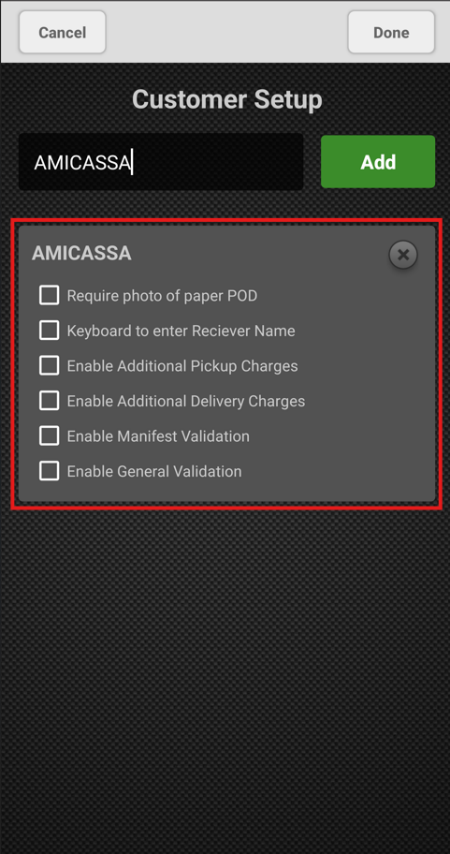 Cancel
Done
Customer Setup
AMICASSA
Add
AMICASSA
Require photo of paper POD
Keyboard to enter Reciever Name
Enable Additional Pickup Charges
Enable Additional Delivery Charges
Enable Manifest Validation
Enable General Validation